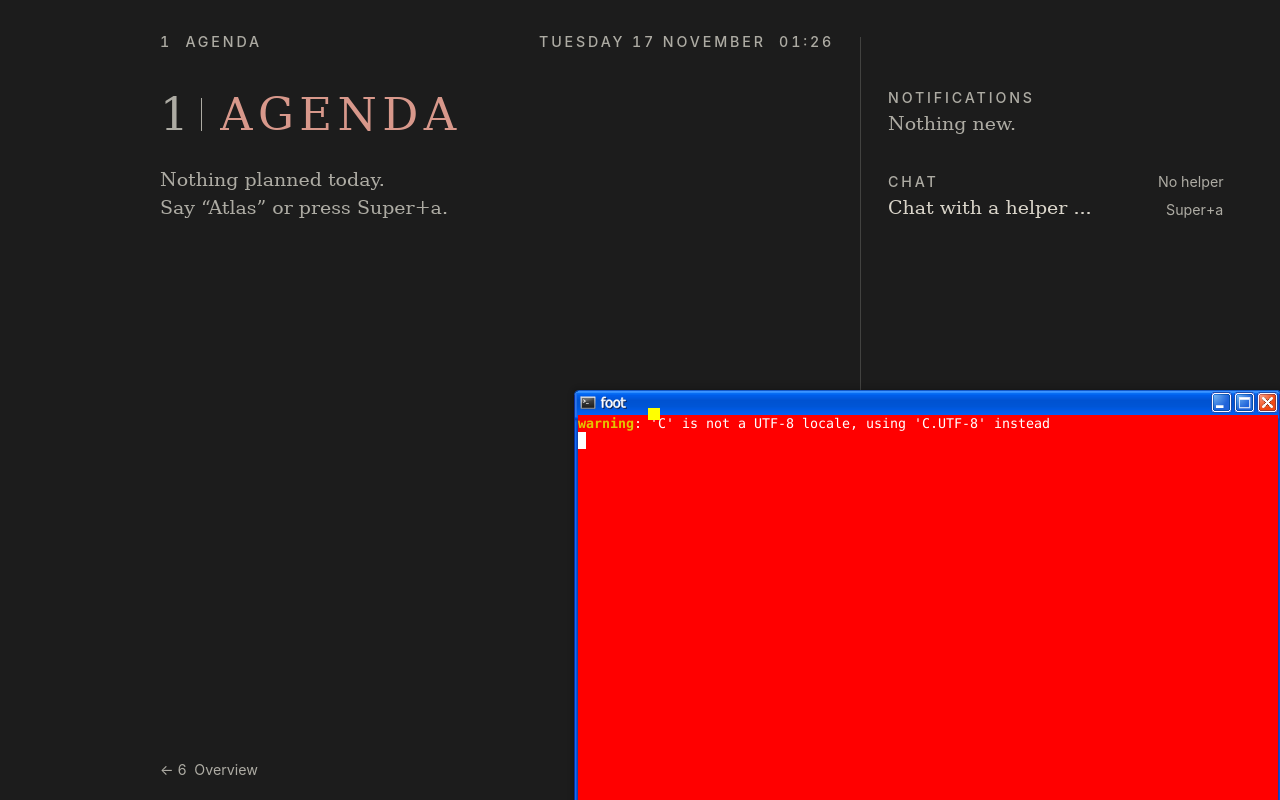 1 AGENDA
TUESDAY 17 NOVEMBER 01:26
1 AGENDA
Nothing planned today.
Say “Atlas” or press Super+a.
NOTIFICATIONS
Nothing new.
CHAT No helper
Chat with a helper ... Super+a
foot
warning: 'C' is not a UTF-8 locale, using 'C.UTF-8' instead
← 6 Overview